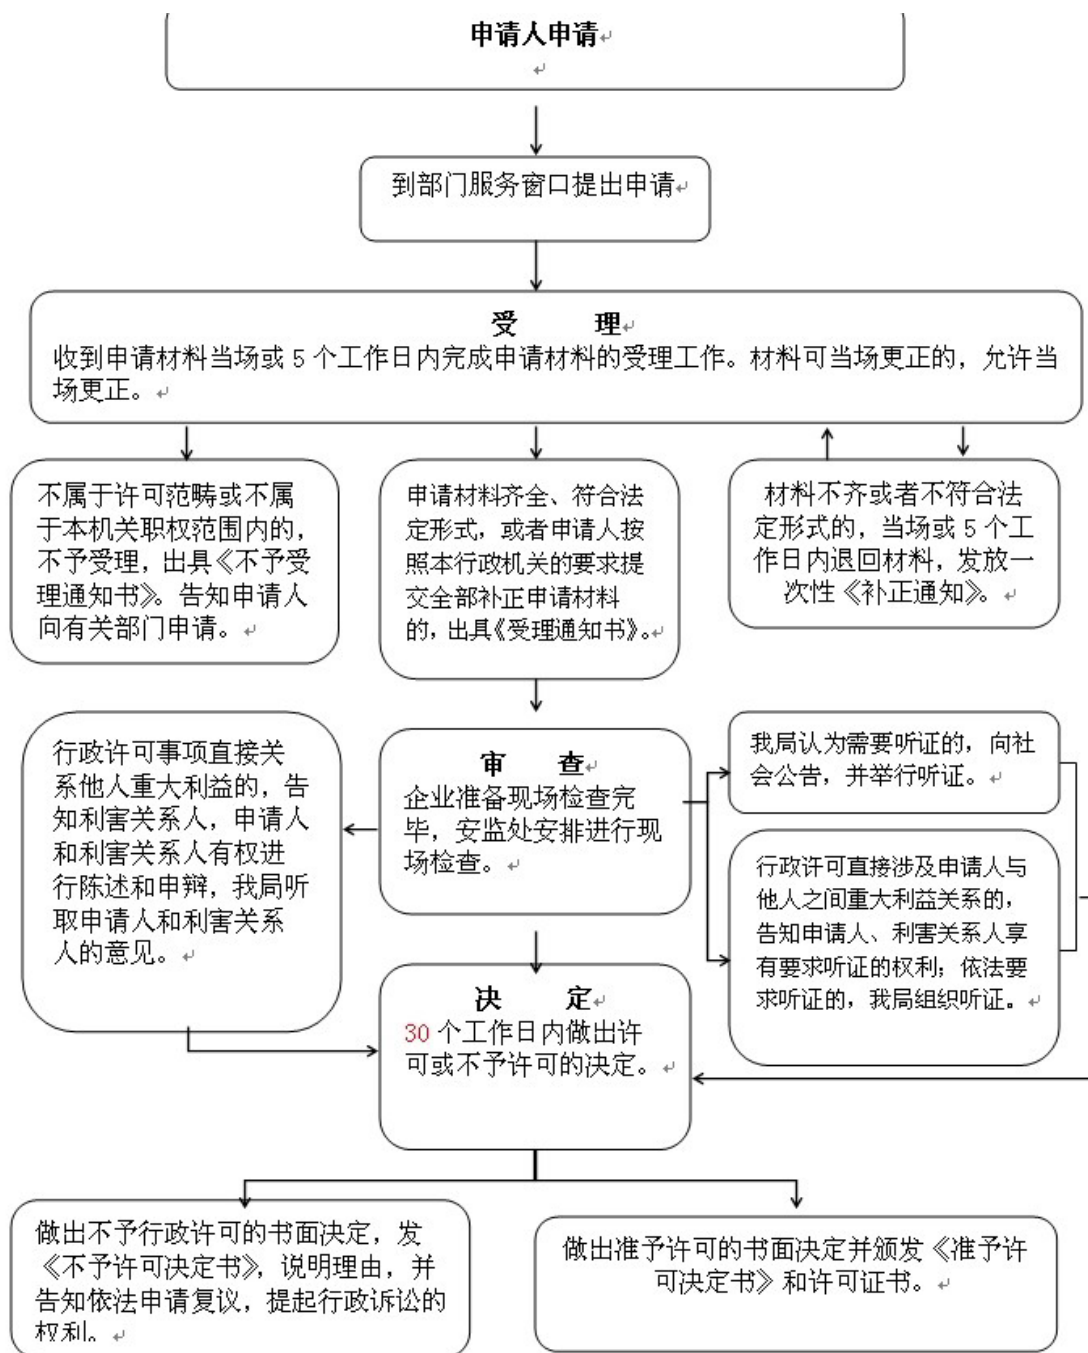 申请人申请
到部门服务窗口提出申请
受 理
收到申请材料当场或 5 个工作日内完成申请材料的受理工作。材料可当场更正的，允许当
场更正。
不属于许可范畴或不属
于本机关职权范围内的，
不予受理，出具《不予受
理通知书》。告知申请人
向有关部门申请。
申请材料齐全、符合法
定形式，或者申请人按
照本行政机关的要求提
交全部补正申请材料
的，出具《受理通知书》。
材料不齐或者不符合法
定形式的，当场或 5 个工
作日内退回材料，发放一
次性《补正通知》。
行政许可事项直接关
系他人重大利益的，告
知利害关系人，申请人
和利害关系人有权进
行陈述和申辩，我局听
取申请人和利害关系
人的意见。
审 查
企业准备现场检查完
毕，安监处安排进行现
场检查。
我局认为需要听证的，向社
会公告，并举行听证。
行政许可直接涉及申请人与
他人之间重大利益关系的，
告知申请人、利害关系人享
有要求听证的权利；依法要
求听证的，我局组织听证。
决 定
30 个工作日内做出许
可或不予许可的决定。
做出不予行政许可的书面决定，发
《不予许可决定书》，说明理由，并
告知依法申请复议，提起行政诉讼的
权利。
做出准予许可的书面决定并颁发《准予许
可决定书》和许可证书。